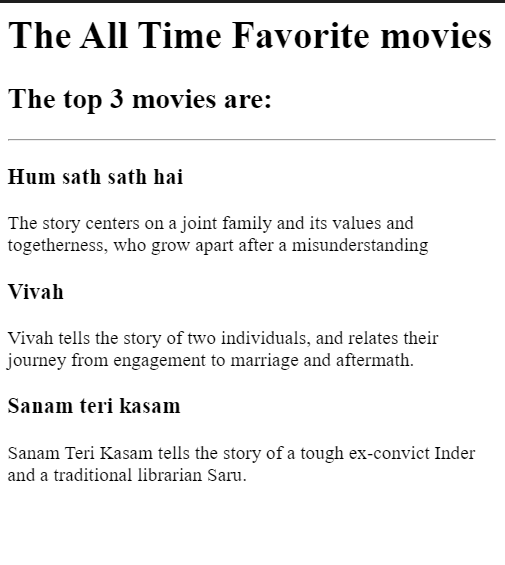 The All Time Favorite movies
The top 3 movies are:
Hum sath sath hai
The story centers on a joint family and its values and
togetherness, who grow apart after a misunderstanding
Vivah
Vivah tells the story of two individuals, and relates their
journey from engagement to marriage and aftermath.
Sanam teri kasam
Sanam Teri Kasam tells the story of a tough ex-convict Inder
and a traditional librarian Saru.